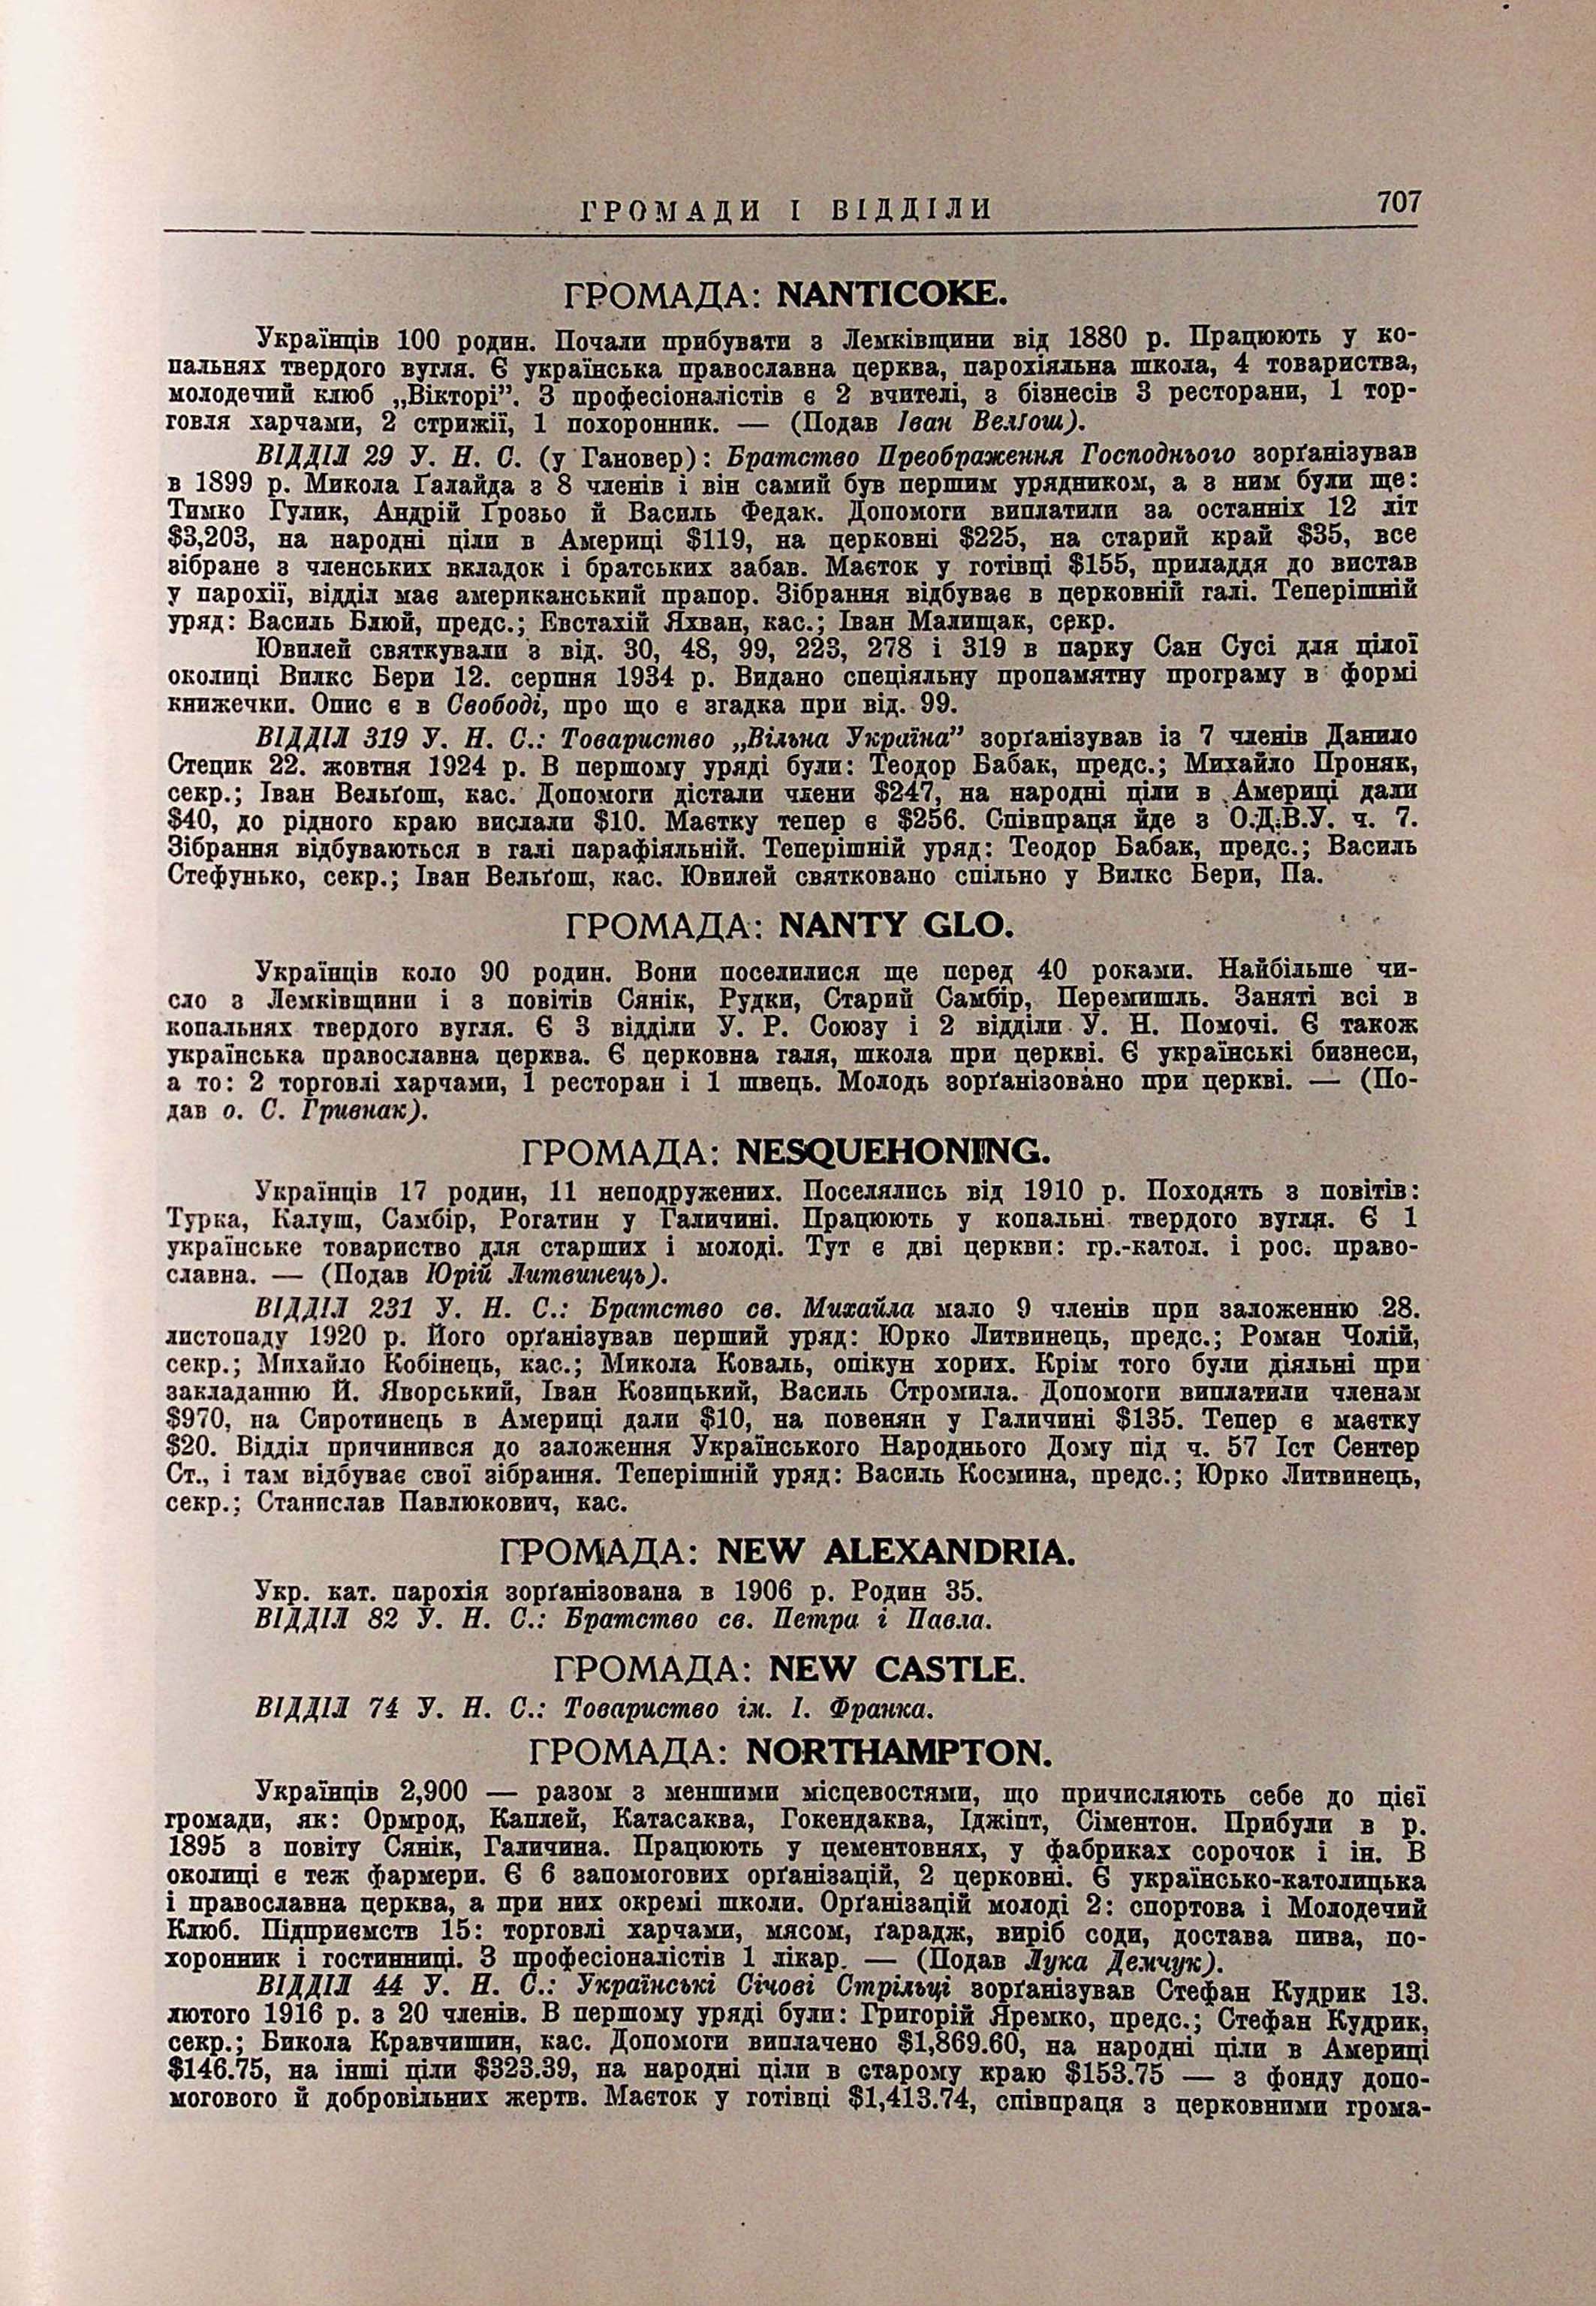 ГРОМАДИ І ВІДДІЛИ 707
ГРОМАДА: NANTICOKE.
Українців 100 родин. Почали прибувати з Лемківщини від 1880 р. Працюють у ко-
пальнях твердого вугля. Є українська православна церква, парохіяльна школа, 4 товариства,
молодечий клюб „Вікторі”. З професіоналістів є 2 вчителі, з бізнесів 3 ресторани, 1 тор-
говля харчами, 2 стрижії, 1 похоронник. — (Подав Іван Велґош).
ВІДДІЛ 29 У. Н. С. (у Гановер): Братство Преображення Господнього зорґанізував
в 1899 р. Микола Ґалайда з 8 членів і він самий був першим урядником, а з ним були ще:
Тимко Гулик, Андрій Ґрозьо й Василь Федак. Допомоги виплатили за останніх 12 літ
$3,203, на народні ціли в Америці $119, на церковні $225, на старий край $35, все
зібране з членських вкладок і братських забав. Маєток у готівці $155, приладдя до вистав
у парохії, відділ має американський прапор. Зібрання відбуває в церковній галі. Теперішній
уряд: Василь Блюй, предс.; Евстахій Яхван, кас.; Іван Малищак, секр.
Ювилей святкували з від. 30, 48, 99, 223, 278 і 319 в парку Сан Сусі для цілої
околиці Вилкс Бери 12. серпня 1934 р. Видано спеціяльну пропамятну програму в формі
книжечки. Опис є в Свободі, про що є згадка при від. 99.
ВІДДІЛ 319 У. Н. С.: Товариство „Вільна Україна” зорґанізував із 7 членів Данило
Стецик 22. жовтня 1924 р. В першому уряді були: Теодор Бабак, предс.; Михайло Проняк,
секр.; Іван Вельґош, кас. Допомоги дістали члени $247, на народні ціли в Америці дали
$40, до рідного краю вислали $10. Маєтку тепер є $256. Співпраця йде з О.Д.В.У. ч. 7.
Зібрання відбуваються в галі парафіяльній. Теперішній уряд: Теодор Бабак, предс.; Василь
Стефунько, секр.; Іван Вельґош, кас. Ювилей святковано спільно у Вилкс Бери, Па.
ГРОМАДА: NANTY GLO.
Українців коло 90 родин. Вони поселилися ще перед 40 роками. Найбільше чи-
сло з Лемківщини і з повітів Сянік, Рудки, Старий Самбір, Перемишль. Заняті всі в
копальнях твердого вугля. Є 3 відділи У. Р. Союзу і 2 відділи У. Н. Помочі. Є також
українська православна церква. Є церковна галя, школа при церкві. Є українські бизнеси,
а то: 2 торговлі харчами, 1 ресторан і 1 швець. Молодь зорґанізовано при церкві. — (По-
дав о. С. Гривнак).
ГРОМАДА: NESQUEHONING.
Українців 17 родин, 11 неподружених. Поселялись від 1910 р. Походять з повітів:
Турка, Калуш, Самбір, Рогатин у Галичині. Працюють у копальні твердого вугля. Є 1
українське товариство для старших і молоді. Тут є дві церкви: гр.-катол. і рос. право-
славна. — (Подав Юрій Литвинець).
ВІДДІЛ 231 У. Н. С.: Братство св. Михайла мало 9 членів при заложенню 28.
листопаду 1920 р. Його орґанізував перший уряд: Юрко Литвинець, предс.; Роман Чолій,
секр.; Михайло Кобінець, кас.; Микола Коваль, опікун хорих. Крім того були діяльні при
закладанню Й. Яворський, Іван Козицький, Василь Стромила. Допомоги виплатили членам
$970, на Сиротинець в Америці дали $10, на повенян у Галичині $135. Тепер є маєтку
$20. Відділ причинився до заложення Українського Народнього Дому під ч. 57 Іст Сентер
Ст., і там відбуває свої зібрання. Теперішній уряд: Василь Космина, предс.; Юрко Литвинець,
секр.; Станислав Павлюкович, кас.
ГРОМАДА: NEW ALEXANDRIA.
Укр. кат. парохія зорґанізована в 1906 р. Родин 35.
ВІДДІЛ 82 У. Н. С.: Братство св. Петра і Павла.
ГРОМАДА: NEW CASTLE.
ВІДДІЛ 74 У. Н. С.: Товариство ім. І. Франка.
ГРОМАДА: NORTHAMPTON.
Українців 2,900 — разом з меншими місцевостями, що причисляють себе до цієї
громади, як: Ормрод, Каплей, Катасаква, Гокендаква, Іджіпт, Сіментон. Прибули в р.
1895 з повіту Сянік, Галичина. Працюють у цементовнях, у фабриках сорочок і ін. В
околиці є теж фармери. Є 6 запомогових орґанізацій, 2 церковні. Є українсько-католицька
і православна церква, а при них окремі школи. Орґанізацій молоді 2: спортова і Молодечий
Клюб. Підприємств 15: торговлі харчами, мясом, ґарадж, виріб соди, достава пива, по-
хоронник і гостинниці. З професіоналістів 1 лікар. — (Подав Лука Демчук).
ВІДДІЛ 44 У. Н. С.: Українські Січові Стрільці зорґанізував Стефан Кудрик 13.
лютого 1916 р. з 20 членів. В першому уряді були: Григорій Яремко, предс.; Стефан Кудрик,
секр.; Бикола Кравчишин, кас. Допомоги виплачено $1,869.60, на народні ціли в Америці
$146.75, на інші ціли $323.39, на народні ціли в старому краю $153.75 — з фонду допо-
могового й добровільних жертв. Маєток у готівці $1,413.74, співпраця з церковними грома-